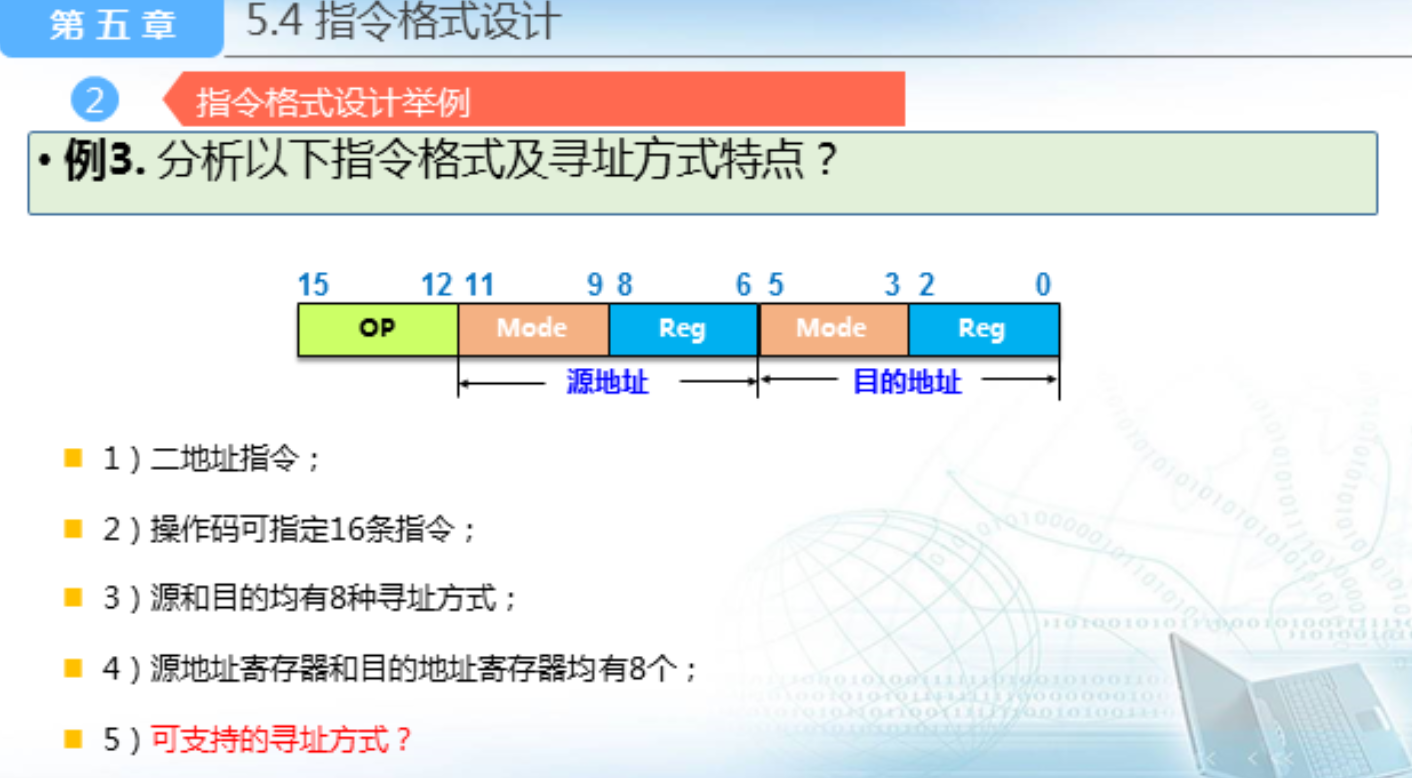 第五章 5.4 指令格式设计
2 指令格式设计举例
• 例3. 分析以下指令格式及寻址方式特点？
15 12 11 9 8 6 5 3 2 0
OP Mode Reg Mode Reg
源地址 目的地址
1）二地址指令；
2）操作码可指定16条指令；
3）源和目的均有8种寻址方式；
4）源地址寄存器和目的地址寄存器均有8个；
5）可支持的寻址方式？